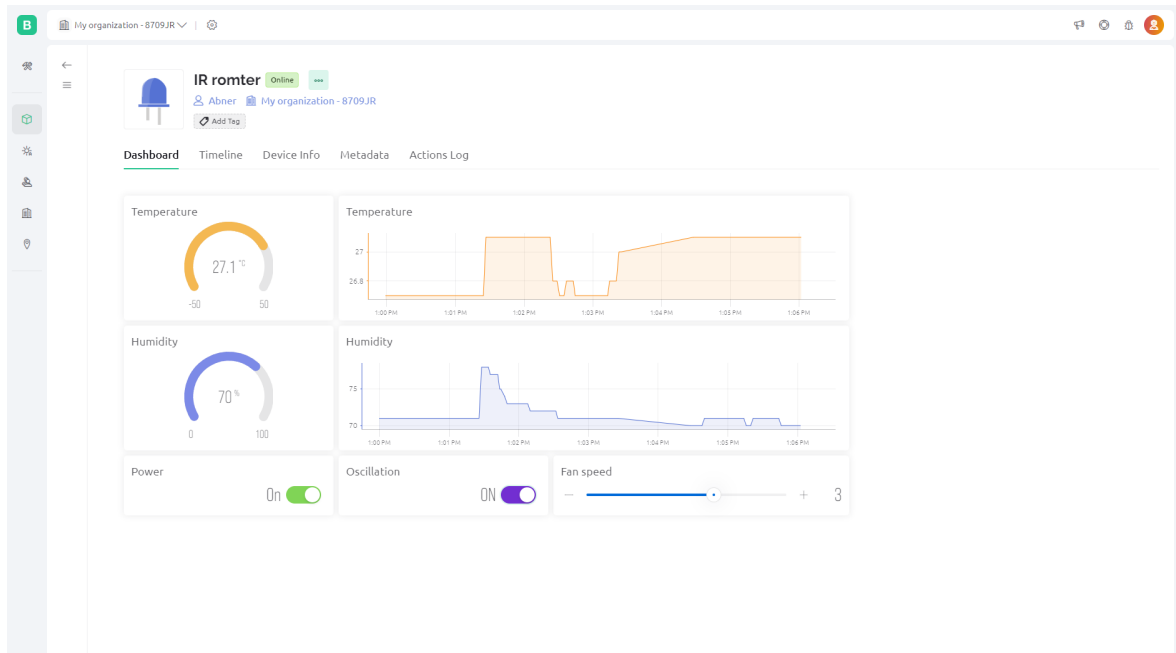 B
My organization - 8709JR
IR romter Online
Abner My organization - 8709JR
Add Tag
Dashboard Timeline Device Info Metadata Actions Log
Temperature
27.1 °C
-50 50
Temperature
27
26.8
1:00 PM 1:01 PM 1:02 PM 1:03 PM 1:04 PM 1:05 PM 1:06 PM
Humidity
70 %
0 100
Humidity
75
70
1:00 PM 1:01 PM 1:02 PM 1:03 PM 1:04 PM 1:05 PM 1:06 PM
Power
On
Oscillation
ON
Fan speed
− + 3